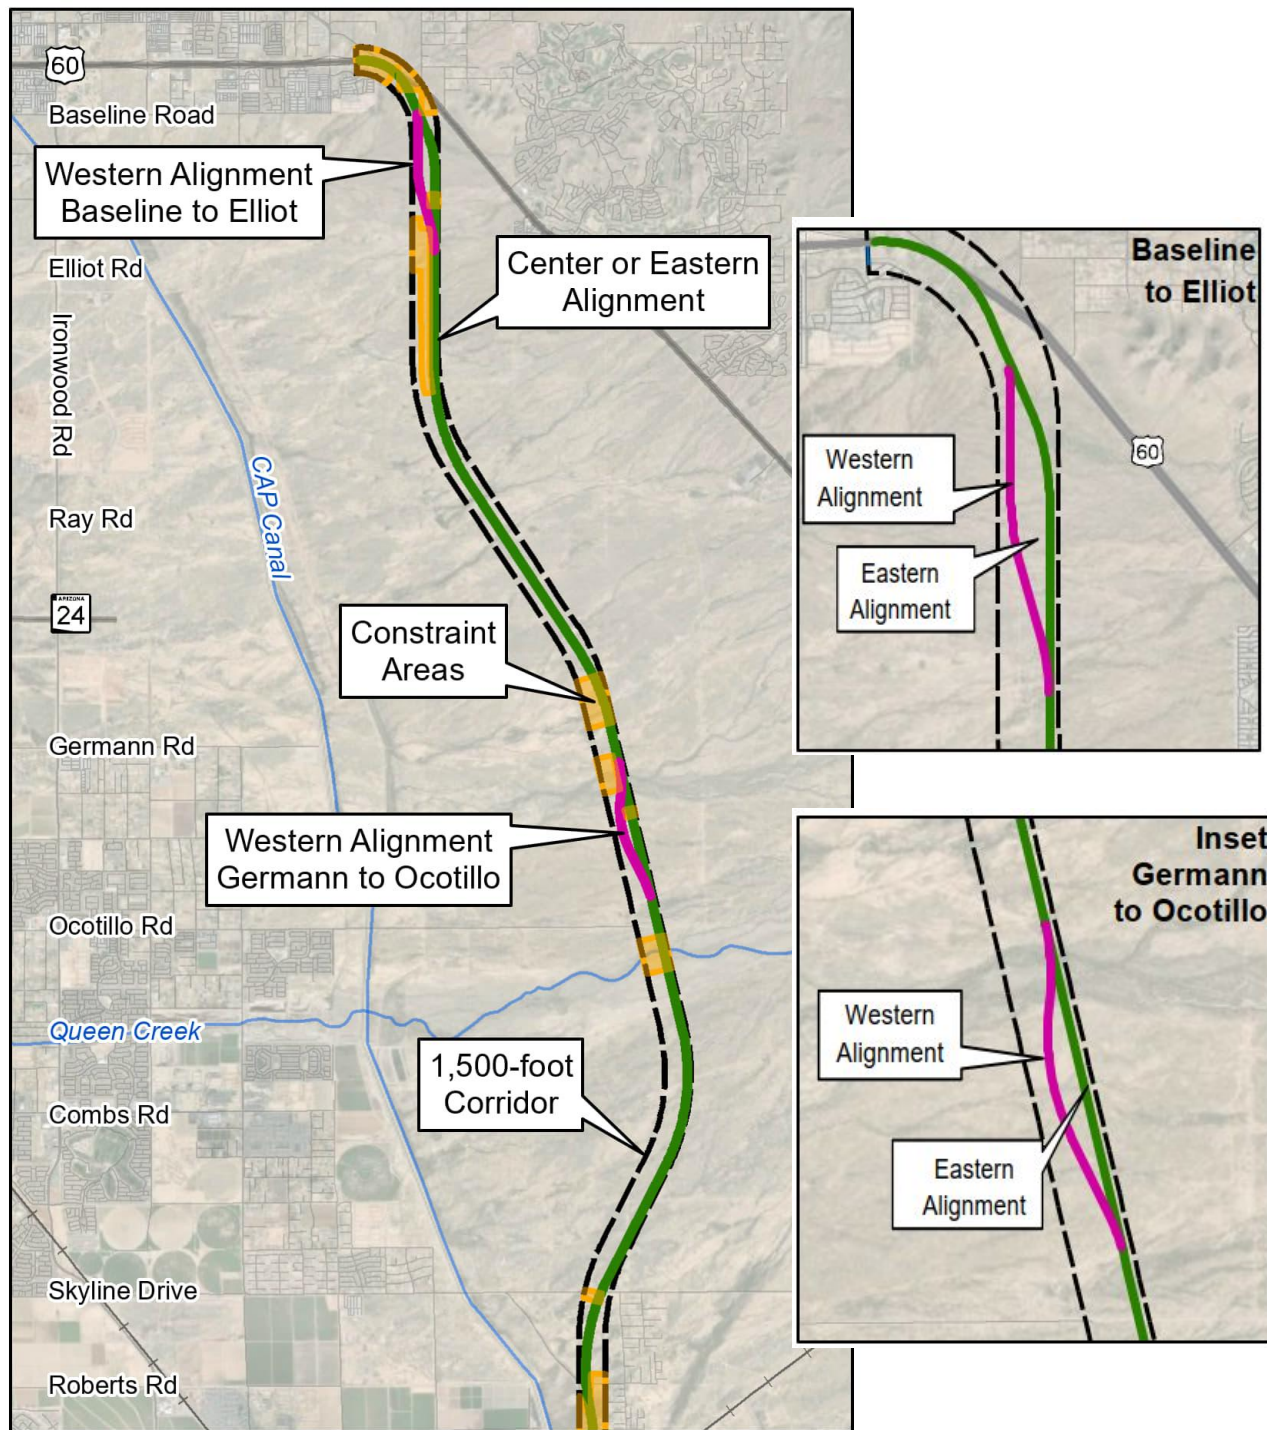 60
Baseline Road
Western Alignment
Baseline to Elliot
Elliot Rd
Center or Eastern
Alignment
Ironwood Rd
CAP Canal
Ray Rd
ARIZONA
24
Constraint
Areas
Germann Rd
Western Alignment
Germann to Ocotillo
Ocotillo Rd
Queen Creek
1,500-foot
Corridor
Combs Rd
Skyline Drive
Roberts Rd
Baseline
to Elliot
60
Western
Alignment
Eastern
Alignment
Inset
Germann
to Ocotillo
Western
Alignment
Eastern
Alignment